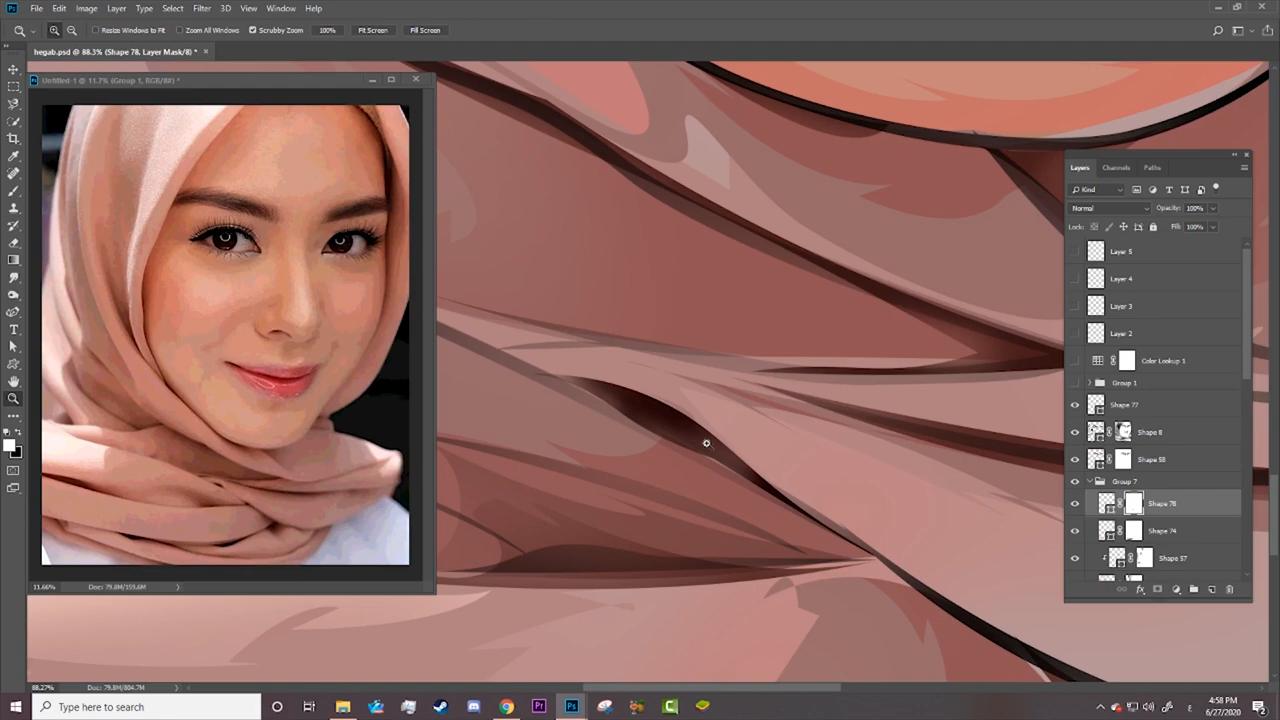 File Edit Image Layer Type Select Filter 3D View Window Help
Resize Windows to Fit Zoom All Windows Scrubby Zoom 100% Fit Screen Fill Screen
hegab.psd @ 88.3% (Shape 78, Layer Mask/8) *
Untitled-1 @ 11.7% (Group 1, RGB/8#) *
Layers Channels Paths
Kind
Normal Opacity: 100%
Lock: Fill: 100%
Layer 5
Layer 4
Layer 3
Layer 2
Color Lookup 1
Group 1
Shape 77
Shape 8
Shape 58
Group 7
Shape 78
Shape 74
Shape 57
11.66% Doc: 79.8M/159.6M
88.27% Doc: 79.8M/804.7M
Type here to search
4:58 PM
6/27/2020